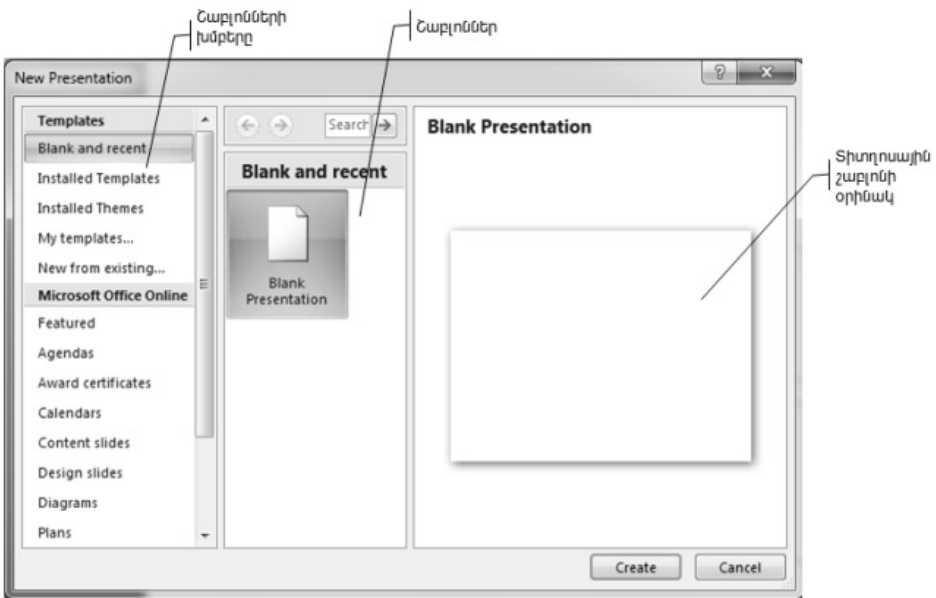 Շաբլոնների
խմբերը
Շաբլոններ
New Presentation
Templates
Blank and recent
Installed Templates
Installed Themes
My templates...
New from existing...
Microsoft Office Online
Featured
Agendas
Award certificates
Calendars
Content slides
Design slides
Diagrams
Plans
Search
Blank and recent
Blank
Presentation
Blank Presentation
Տիտղոսային
շաբլոնի
օրինակ
Create
Cancel